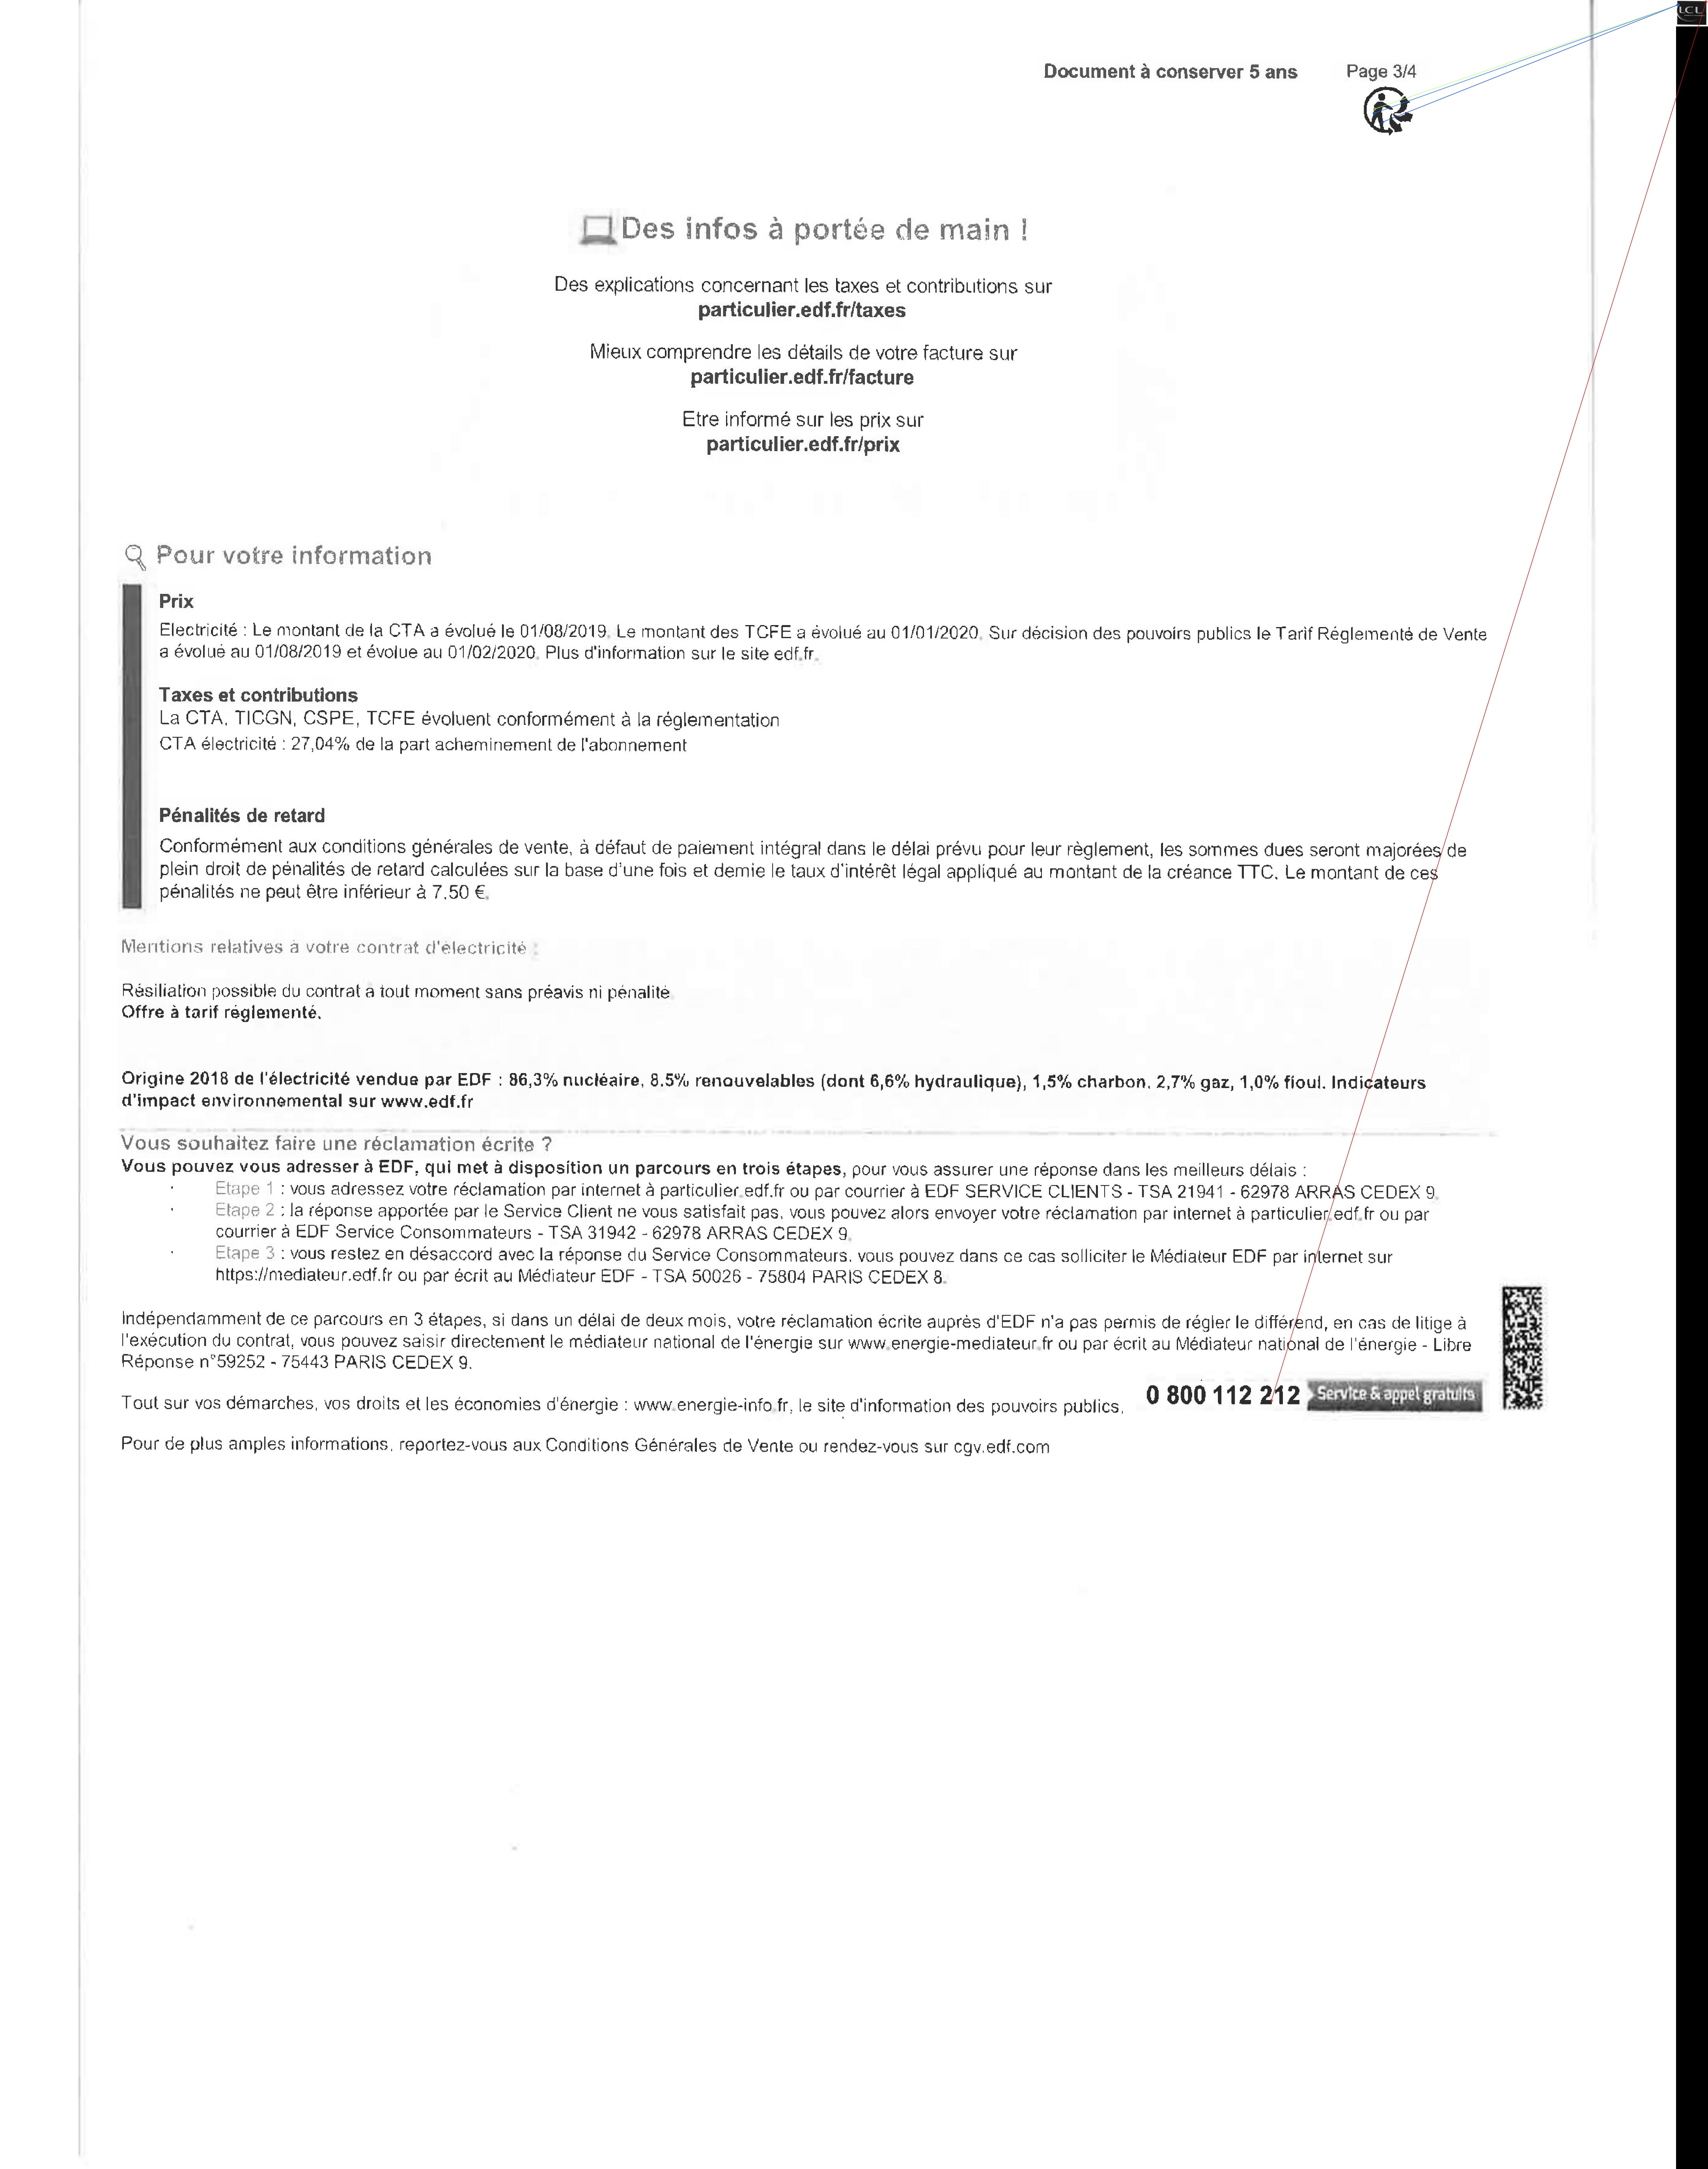 LCL
Document à conserver 5 ans Page 3/4
Des infos à portée de main !
Des explications concernant les taxes et contributions sur
particulier.edf.fr/taxes
Mieux comprendre les détails de votre facture sur
particulier.edf.fr/facture
Etre informé sur les prix sur
particulier.edf.fr/prix
Pour votre information
Prix
Electricité : Le montant de la CTA a évolué le 01/08/2019. Le montant des TCFE a évolué au 01/01/2020. Sur décision des pouvoirs publics le Tarif Réglementé de Vente
a évolué au 01/08/2019 et évolue au 01/02/2020. Plus d'information sur le site edf.fr.
Taxes et contributions
La CTA, TICGN, CSPE, TCFE évoluent conformément à la réglementation
CTA électricité : 27,04% de la part acheminement de l'abonnement
Pénalités de retard
Conformément aux conditions générales de vente, à défaut de paiement intégral dans le délai prévu pour leur règlement, les sommes dues seront majorées de
plein droit de pénalités de retard calculées sur la base d'une fois et demie le taux d'intérêt légal appliqué au montant de la créance TTC. Le montant de ces
pénalités ne peut être inférieur à 7.50 €.
Mentions relatives à votre contrat d'électricité :
Résiliation possible du contrat à tout moment sans préavis ni pénalité.
Offre à tarif réglementé.
Origine 2018 de l'électricité vendue par EDF : 86,3% nucléaire, 8.5% renouvelables (dont 6,6% hydraulique), 1,5% charbon, 2,7% gaz, 1,0% fioul. Indicateurs
d'impact environnemental sur www.edf.fr
Vous souhaitez faire une réclamation écrite ?
Vous pouvez vous adresser à EDF, qui met à disposition un parcours en trois étapes, pour vous assurer une réponse dans les meilleurs délais :
· Etape 1 : vous adressez votre réclamation par internet à particulier.edf.fr ou par courrier à EDF SERVICE CLIENTS - TSA 21941 - 62978 ARRAS CEDEX 9.
· Etape 2 : la réponse apportée par le Service Client ne vous satisfait pas, vous pouvez alors envoyer votre réclamation par internet à particulier.edf.fr ou par
courrier à EDF Service Consommateurs - TSA 31942 - 62978 ARRAS CEDEX 9.
· Etape 3 : vous restez en désaccord avec la réponse du Service Consommateurs, vous pouvez dans ce cas solliciter le Médiateur EDF par internet sur
https://mediateur.edf.fr ou par écrit au Médiateur EDF - TSA 50026 - 75804 PARIS CEDEX 8.
Indépendamment de ce parcours en 3 étapes, si dans un délai de deux mois, votre réclamation écrite auprès d'EDF n'a pas permis de régler le différend, en cas de litige à
l'exécution du contrat, vous pouvez saisir directement le médiateur national de l'énergie sur www.energie-mediateur.fr ou par écrit au Médiateur national de l'énergie - Libre
Réponse n°59252 - 75443 PARIS CEDEX 9.
Tout sur vos démarches, vos droits et les économies d'énergie : www.energie-info.fr, le site d'information des pouvoirs publics, 0 800 112 212 Service & appel gratuits
Pour de plus amples informations, reportez-vous aux Conditions Générales de Vente ou rendez-vous sur cgv.edf.com